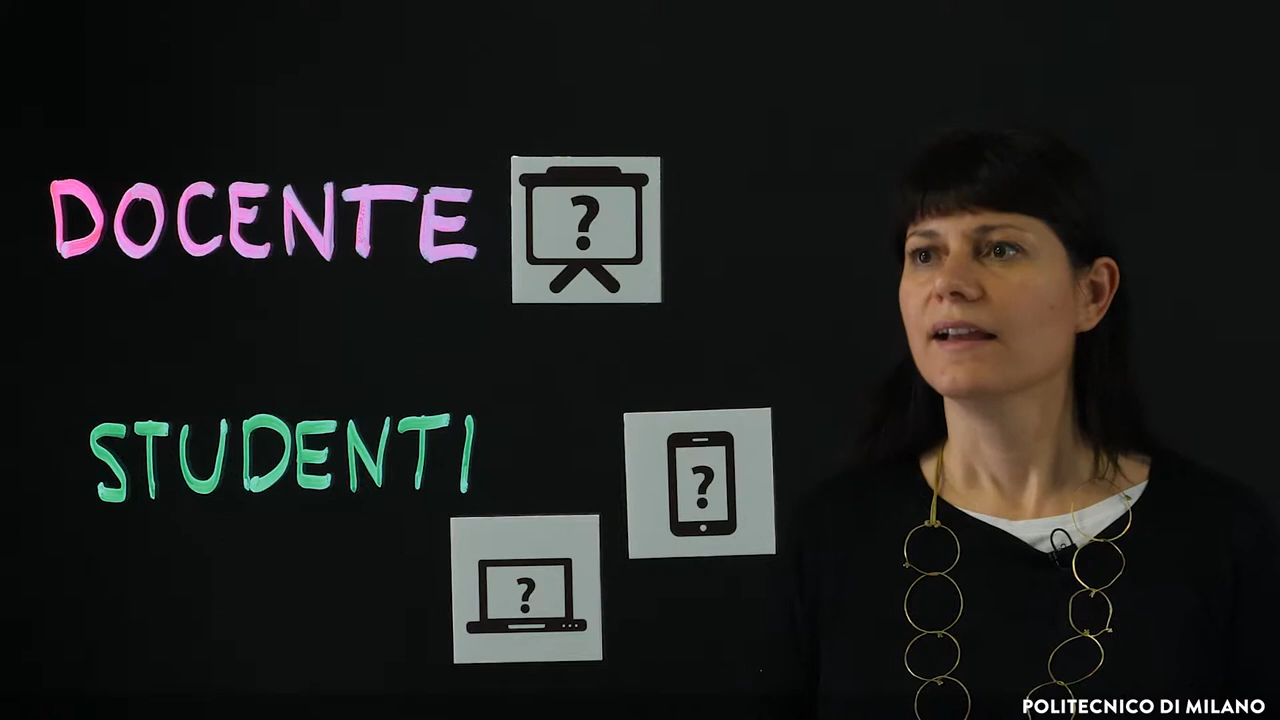 DOCENTE
?
STUDENTI
?
?
POLITECNICO DI MILANO